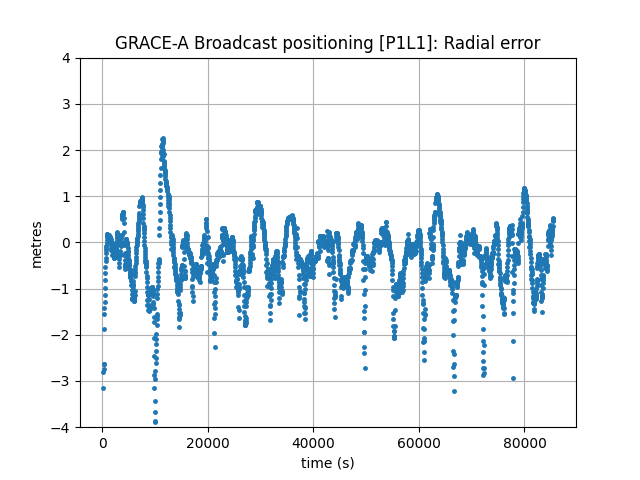 GRACE-A Broadcast positioning [P1L1]: Radial error
4
3
2
1
0
−1
−2
−3
−4
metres
0 20000 40000 60000 80000
time (s)